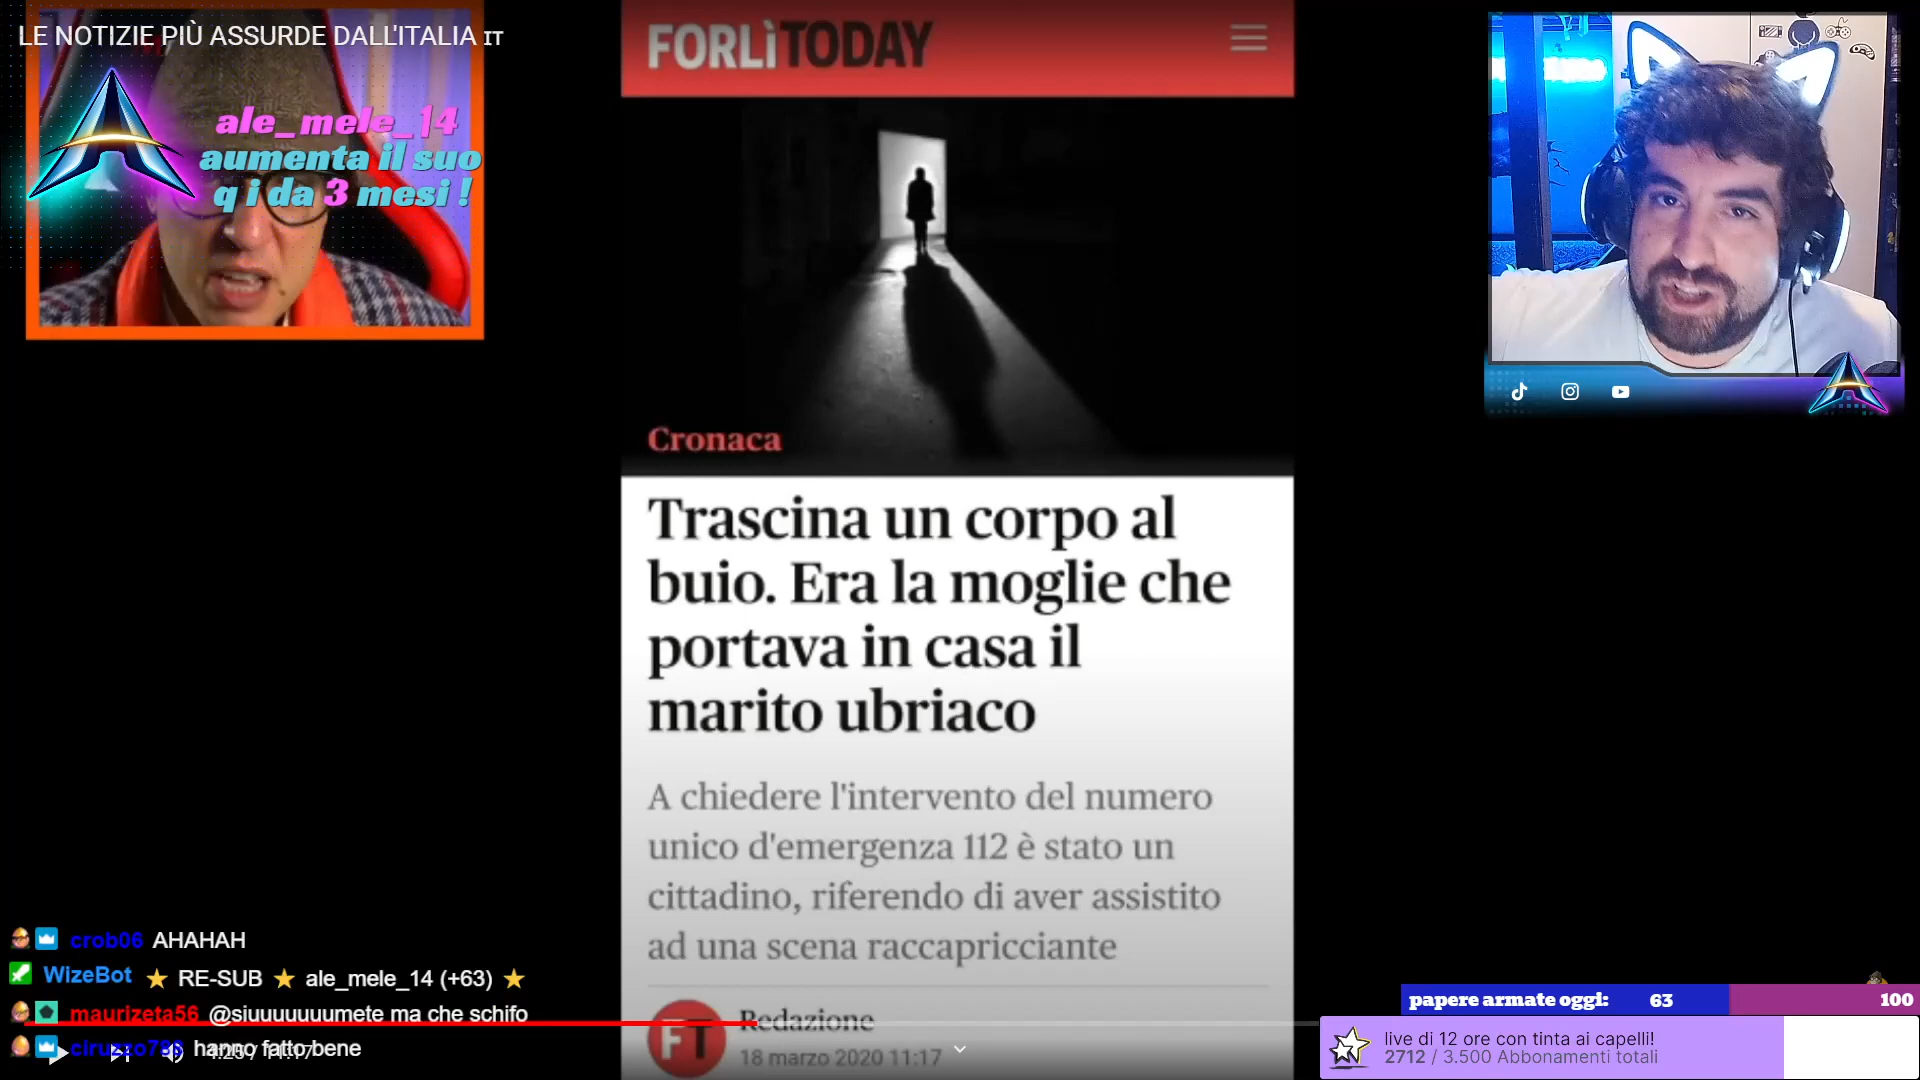 LE NOTIZIE PIÙ ASSURDE DALL'ITALIA IT
ale_mele_14
aumenta il suo
q i da 3 mesi !
FORLÌTODAY
Cronaca
Trascina un corpo al
buio. Era la moglie che
portava in casa il
marito ubriaco
A chiedere l'intervento del numero
unico d'emergenza 112 è stato un
cittadino, riferendo di aver assistito
ad una scena raccapricciante
FT
Redazione
18 marzo 2020 11:17
crob06 AHAHAH
WizeBot ★ RE-SUB ★ ale_mele_14 (+63) ★
maurizeta56 @siuuuuuuumete ma che schifo
hanno fatto bene
papere armate oggi: 63
100
live di 12 ore con tinta ai capelli!
2712 / 3.500 Abbonamenti totali